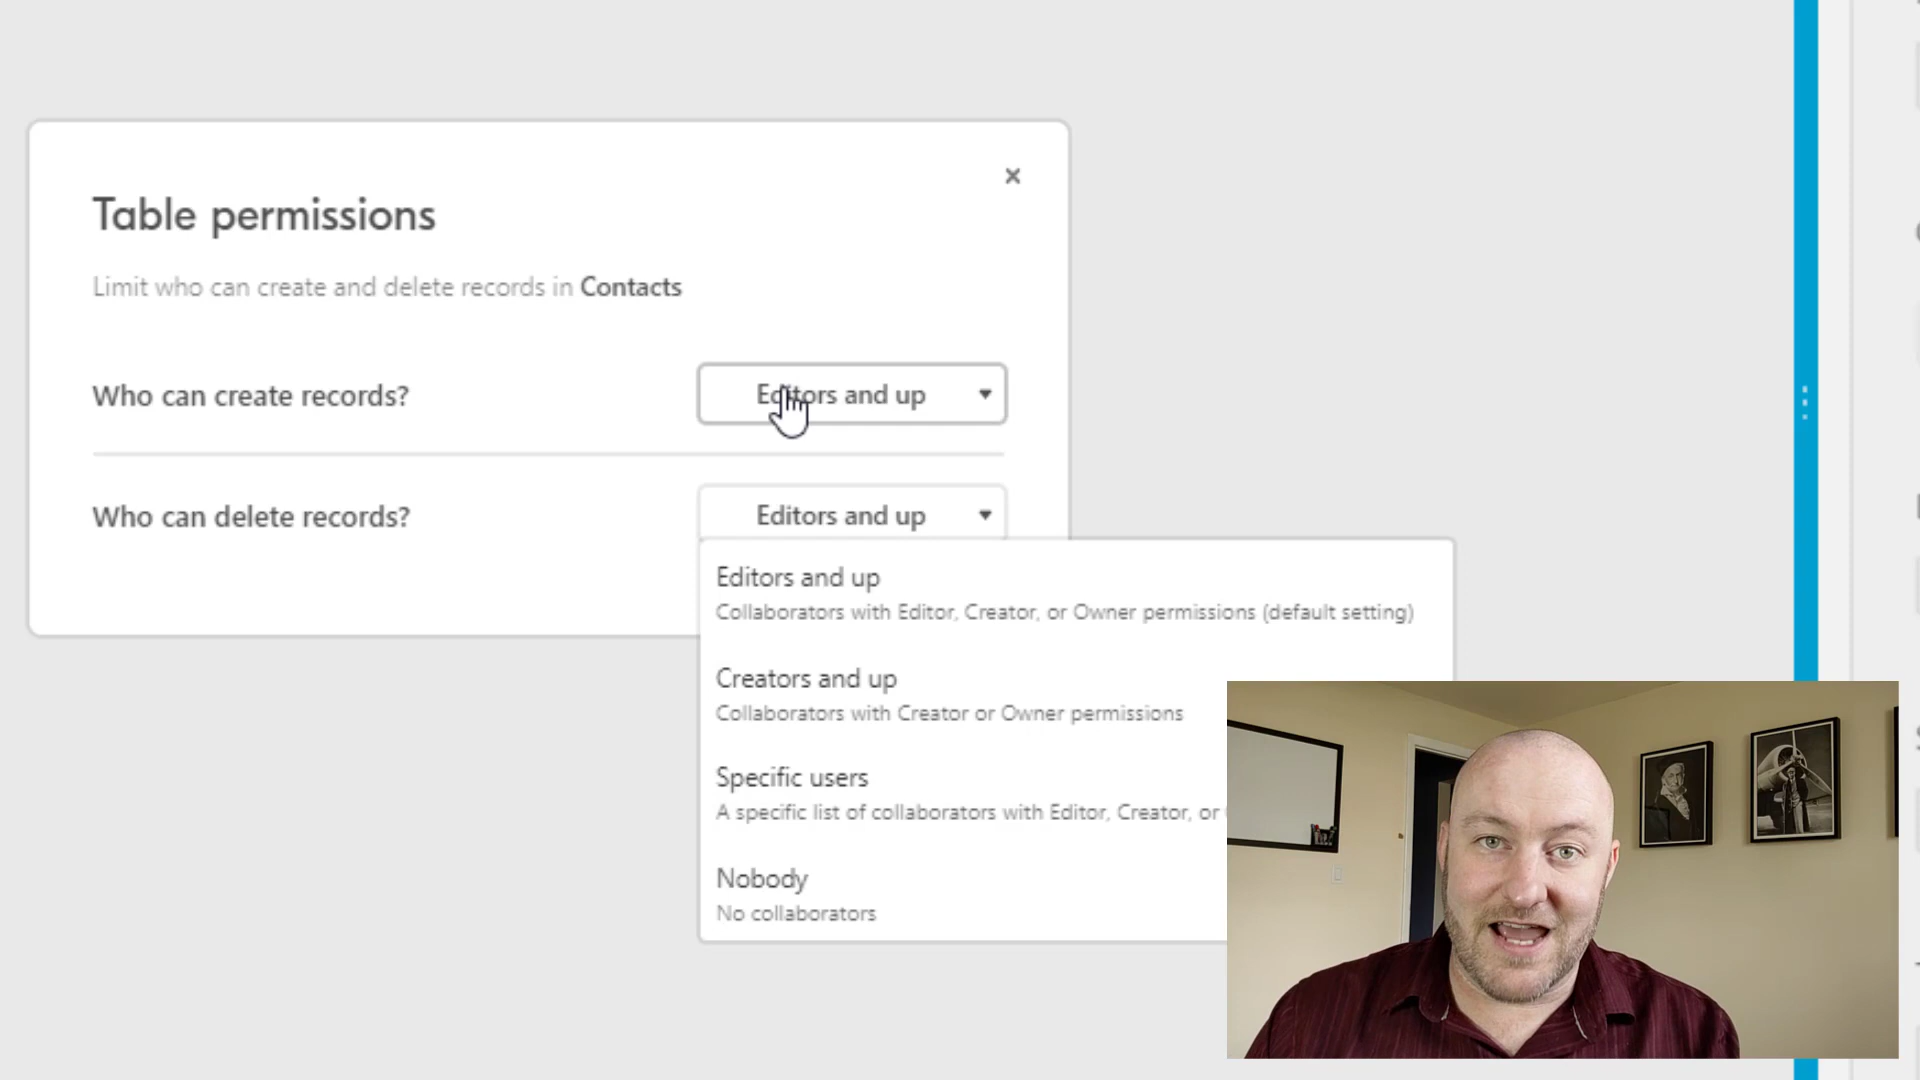 Table permissions
Limit who can create and delete records in Contacts
Who can create records?
Editors and up
Who can delete records?
Editors and up
Editors and up
Collaborators with Editor, Creator, or Owner permissions (default setting)
Creators and up
Collaborators with Creator or Owner permissions
Specific users
A specific list of collaborators with Editor, Creator, or
Nobody
No collaborators